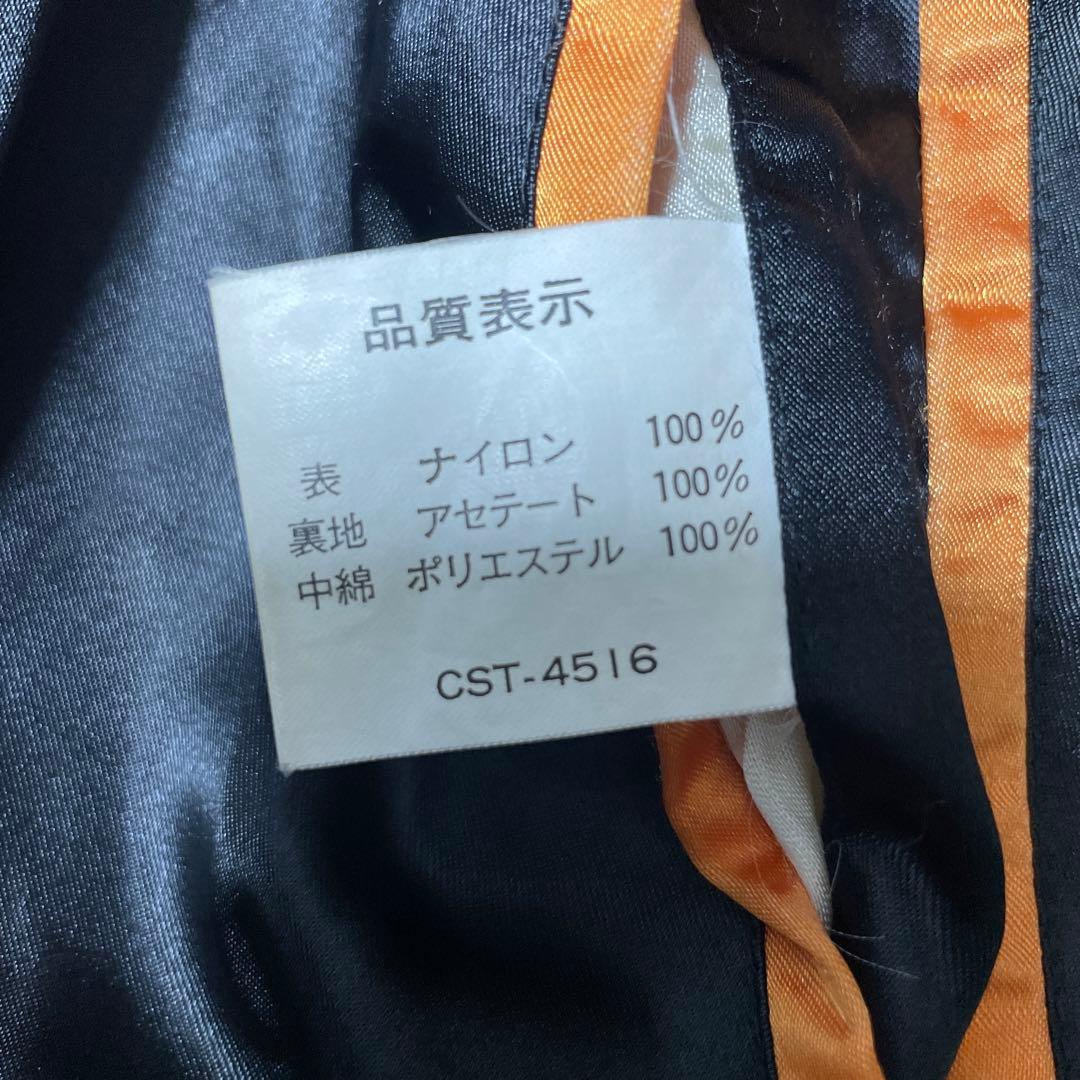 品質表示
表 ナイロン 100%
裏地 アセテート 100%
中綿 ポリエステル 100%
CST-4516